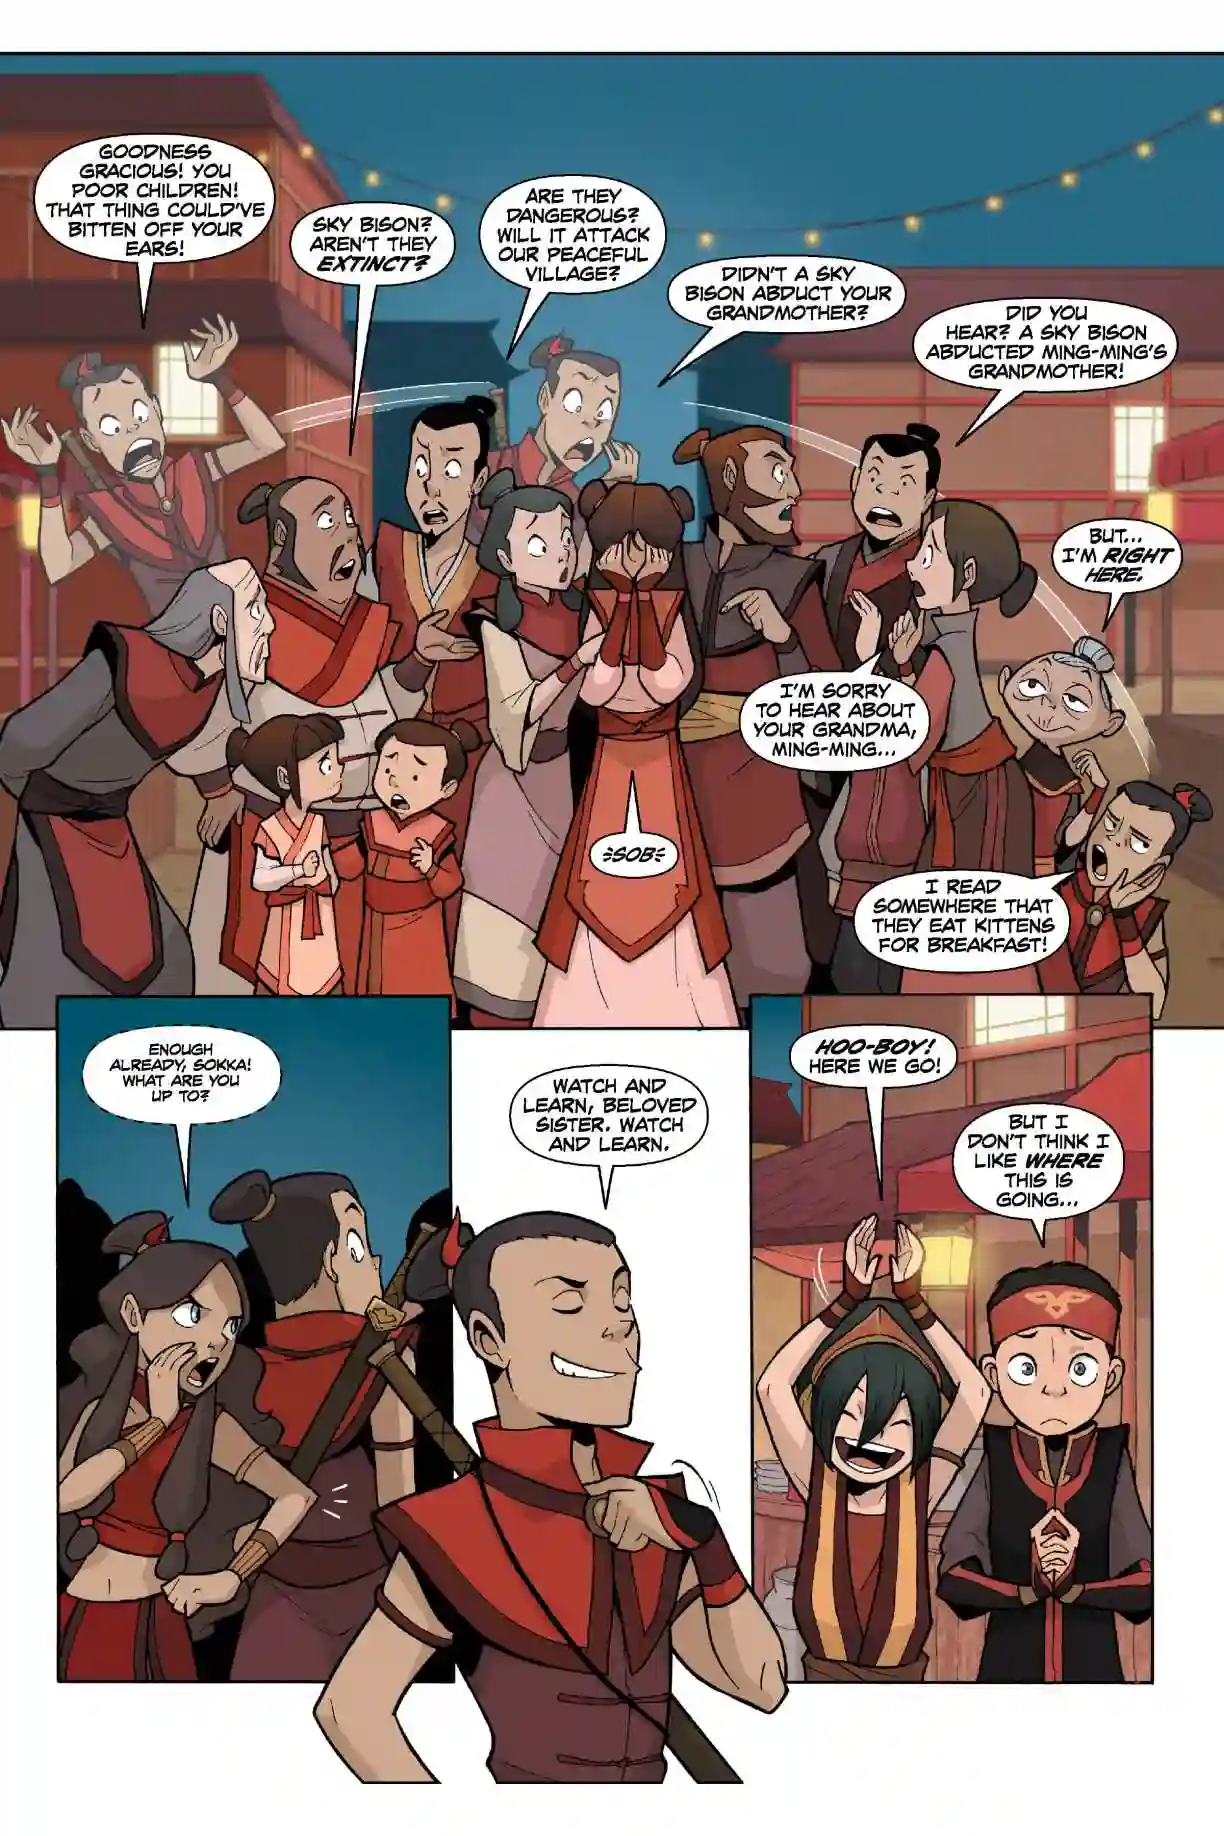 GOODNESS
GRACIOUS! YOU
POOR CHILDREN!
THAT THING COULD'VE
BITTEN OFF YOUR
EARS!
SKY BISON?
AREN'T THEY
EXTINCT?
ARE THEY
DANGEROUS?
WILL IT ATTACK
OUR PEACEFUL
VILLAGE?
DIDN'T A SKY
BISON ABDUCT YOUR
GRANDMOTHER?
DID YOU
HEAR? A SKY BISON
ABDUCTED MING-MING'S
GRANDMOTHER!
BUT...
I'M RIGHT
HERE.
I'M SORRY
TO HEAR ABOUT
YOUR GRANDMA,
MING-MING...
SOB
I READ
SOMEWHERE THAT
THEY EAT KITTENS
FOR BREAKFAST!
ENOUGH
ALREADY, SOKKA!
WHAT ARE YOU
UP TO?
WATCH AND
LEARN, BELOVED
SISTER. WATCH
AND LEARN.
HOO-BOY!
HERE WE GO!
BUT I
DON'T THINK I
LIKE WHERE
THIS IS
GOING...